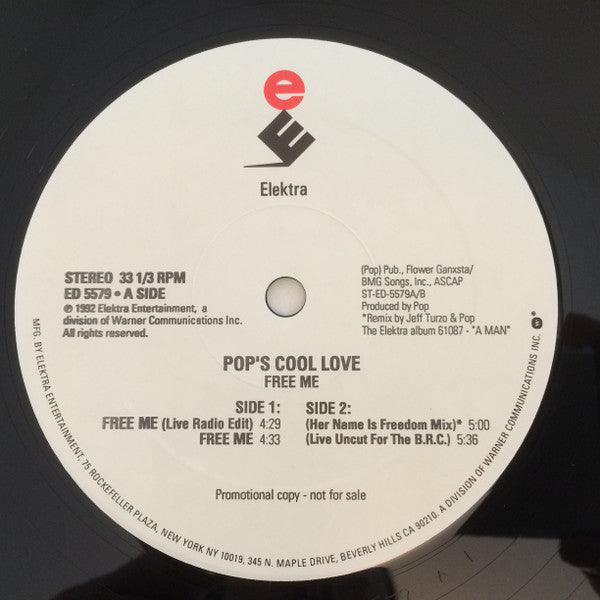 e
E
Elektra
STEREO 33 1/3 RPM
ED 5579 • A SIDE
℗ 1992 Elektra Entertainment, a
division of Warner Communications Inc.
All rights reserved.
(Pop) Pub., Flower Ganxsta/
BMG Songs, Inc., ASCAP
ST-ED-5579A/B
Produced by Pop
*Remix by Jeff Turzo & Pop
The Elektra album 61087 - "A MAN"
POP'S COOL LOVE
FREE ME
SIDE 1:
FREE ME (Live Radio Edit) 4:29
FREE ME 4:33
SIDE 2:
(Her Name Is Freedom Mix)* 5:00
(Live Uncut For The B.R.C.) 5:36
Promotional copy - not for sale
MFG. BY ELEKTRA ENTERTAINMENT, 75 ROCKEFELLER PLAZA, NEW YORK NY 10019, 345 N. MAPLE DRIVE, BEVERLY HILLS CA 90210. A DIVISION OF WARNER COMMUNICATIONS INC.